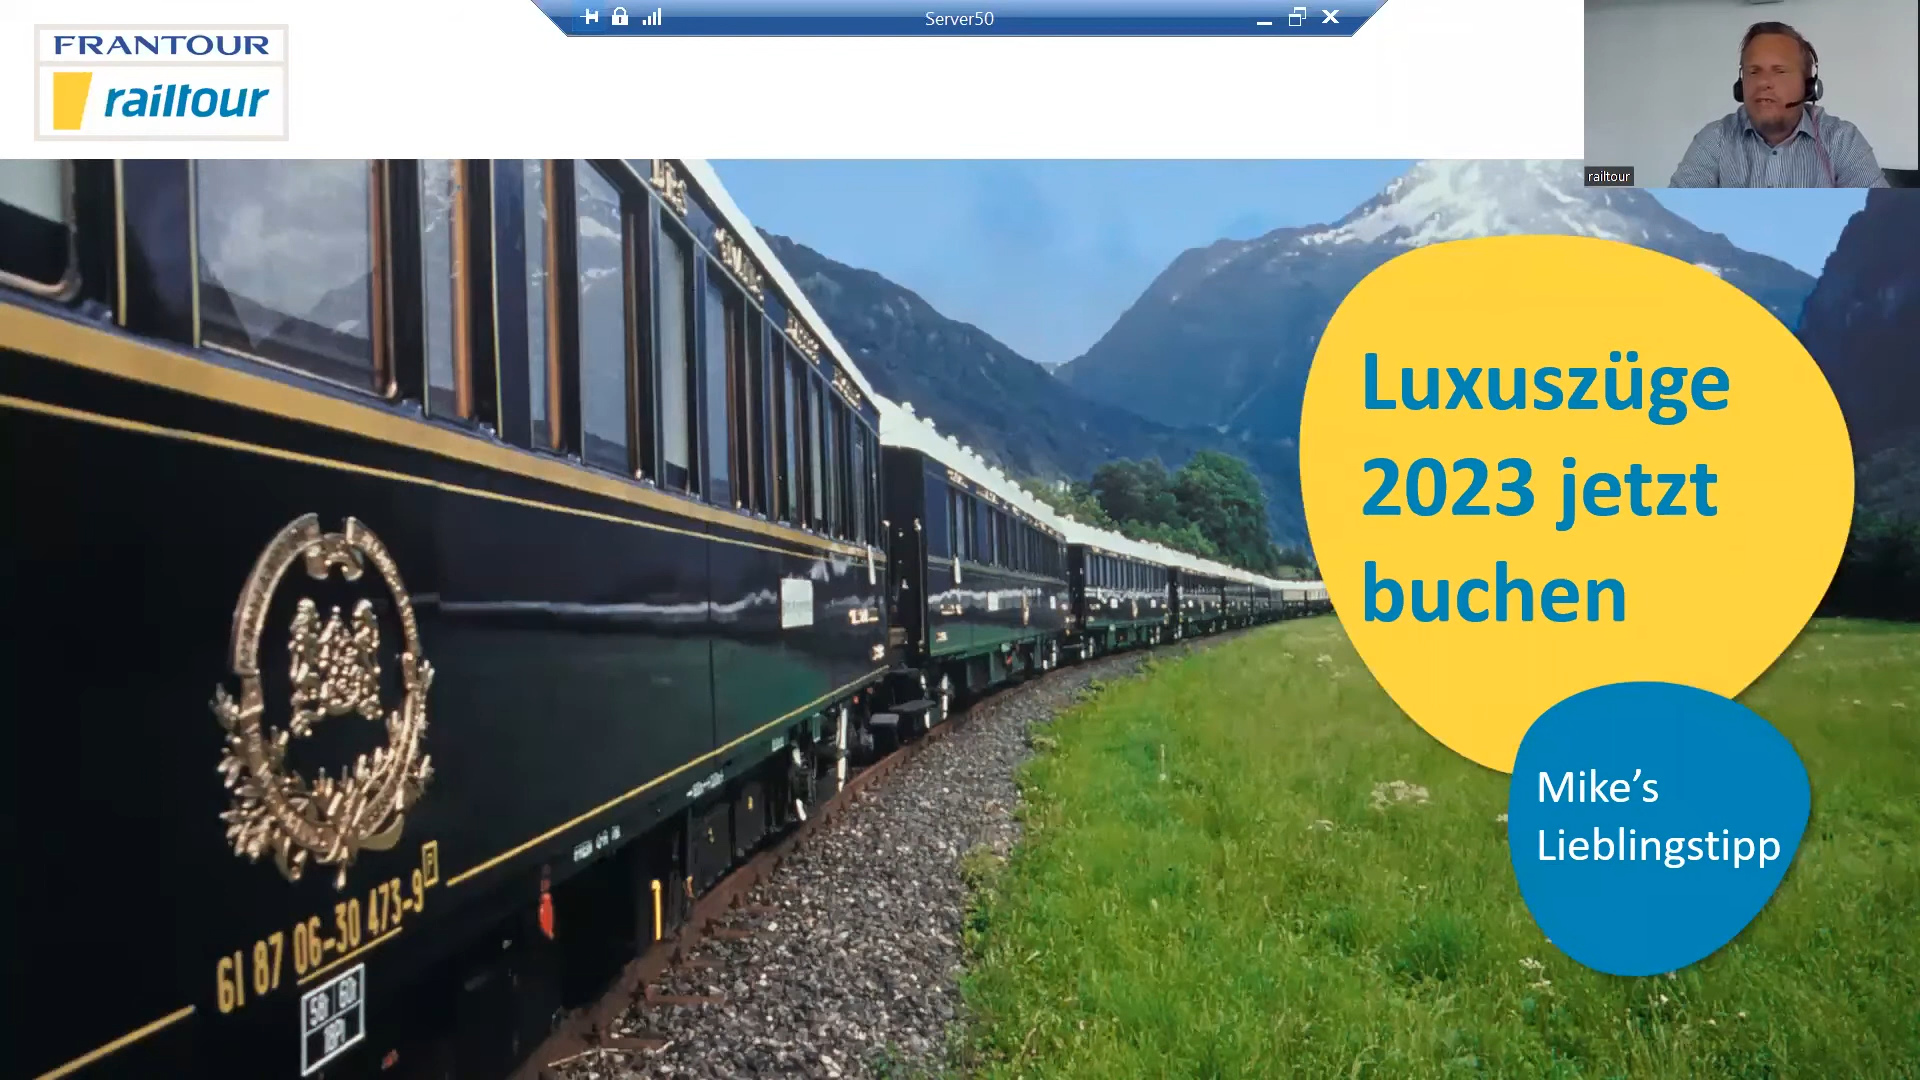 Server50
FRANTOUR
railtour
railtour
Luxuszüge
2023 jetzt
buchen
Mike’s
Lieblingstipp
61 87 06-30 473-9